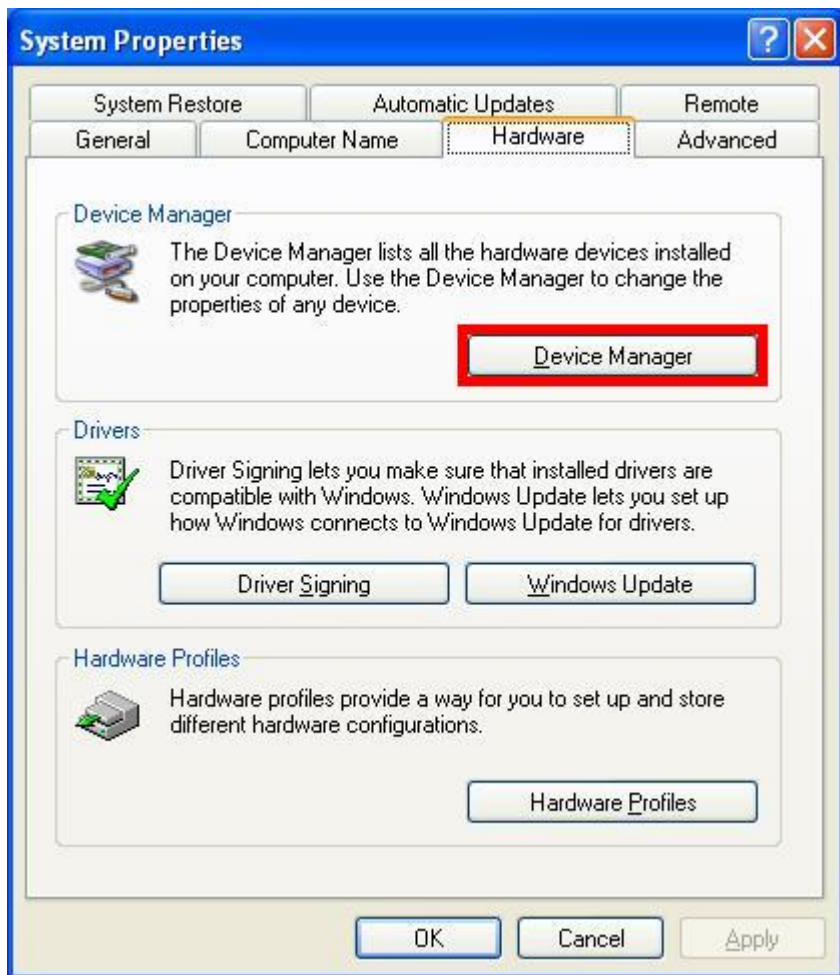 System Properties
System Restore
Automatic Updates
Remote
General
Computer Name
Hardware
Advanced
Device Manager
The Device Manager lists all the hardware devices installed
on your computer. Use the Device Manager to change the
properties of any device.
Device Manager
Drivers
Driver Signing lets you make sure that installed drivers are
compatible with Windows. Windows Update lets you set up
how Windows connects to Windows Update for drivers.
Driver Signing
Windows Update
Hardware Profiles
Hardware profiles provide a way for you to set up and store
different hardware configurations.
Hardware Profiles
OK
Cancel
Apply